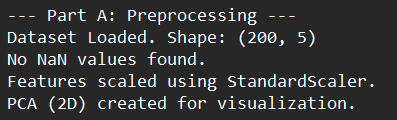 --- Part A: Preprocessing ---
Dataset Loaded. Shape: (200, 5)
No NaN values found.
Features scaled using StandardScaler.
PCA (2D) created for visualization.